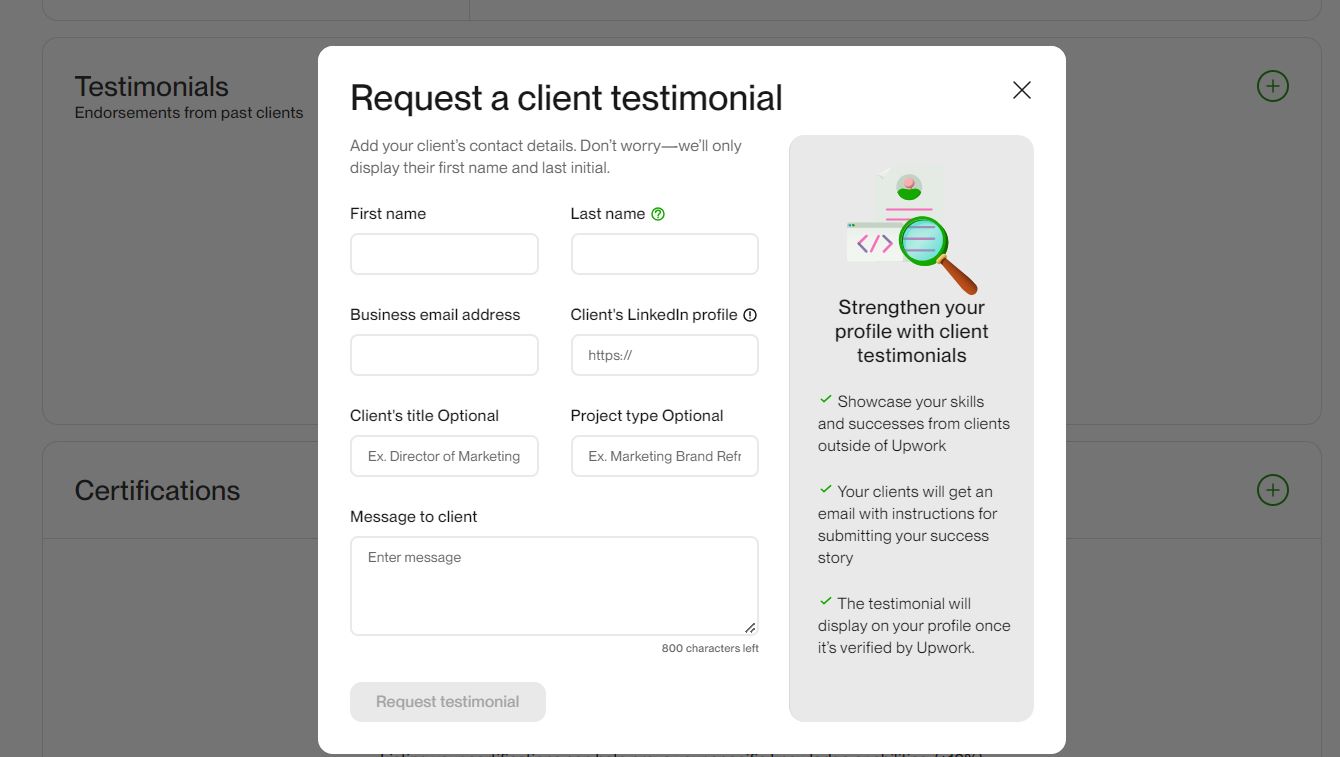 Testimonials
Endorsements from past clients
Request a client testimonial
Add your client's contact details. Don't worry—we'll only
display their first name and last initial.
First name
Last name
Business email address
Client's LinkedIn profile
https://
Client's title Optional
Project type Optional
Ex. Director of Marketing
Ex. Marketing Brand Refr
Message to client
Enter message
800 characters left
Request testimonial
</>
Strengthen your
profile with client
testimonials
Showcase your skills
and successes from clients
outside of Upwork
Your clients will get an
email with instructions for
submitting your success
story
The testimonial will
display on your profile once
it's verified by Upwork.
Certifications